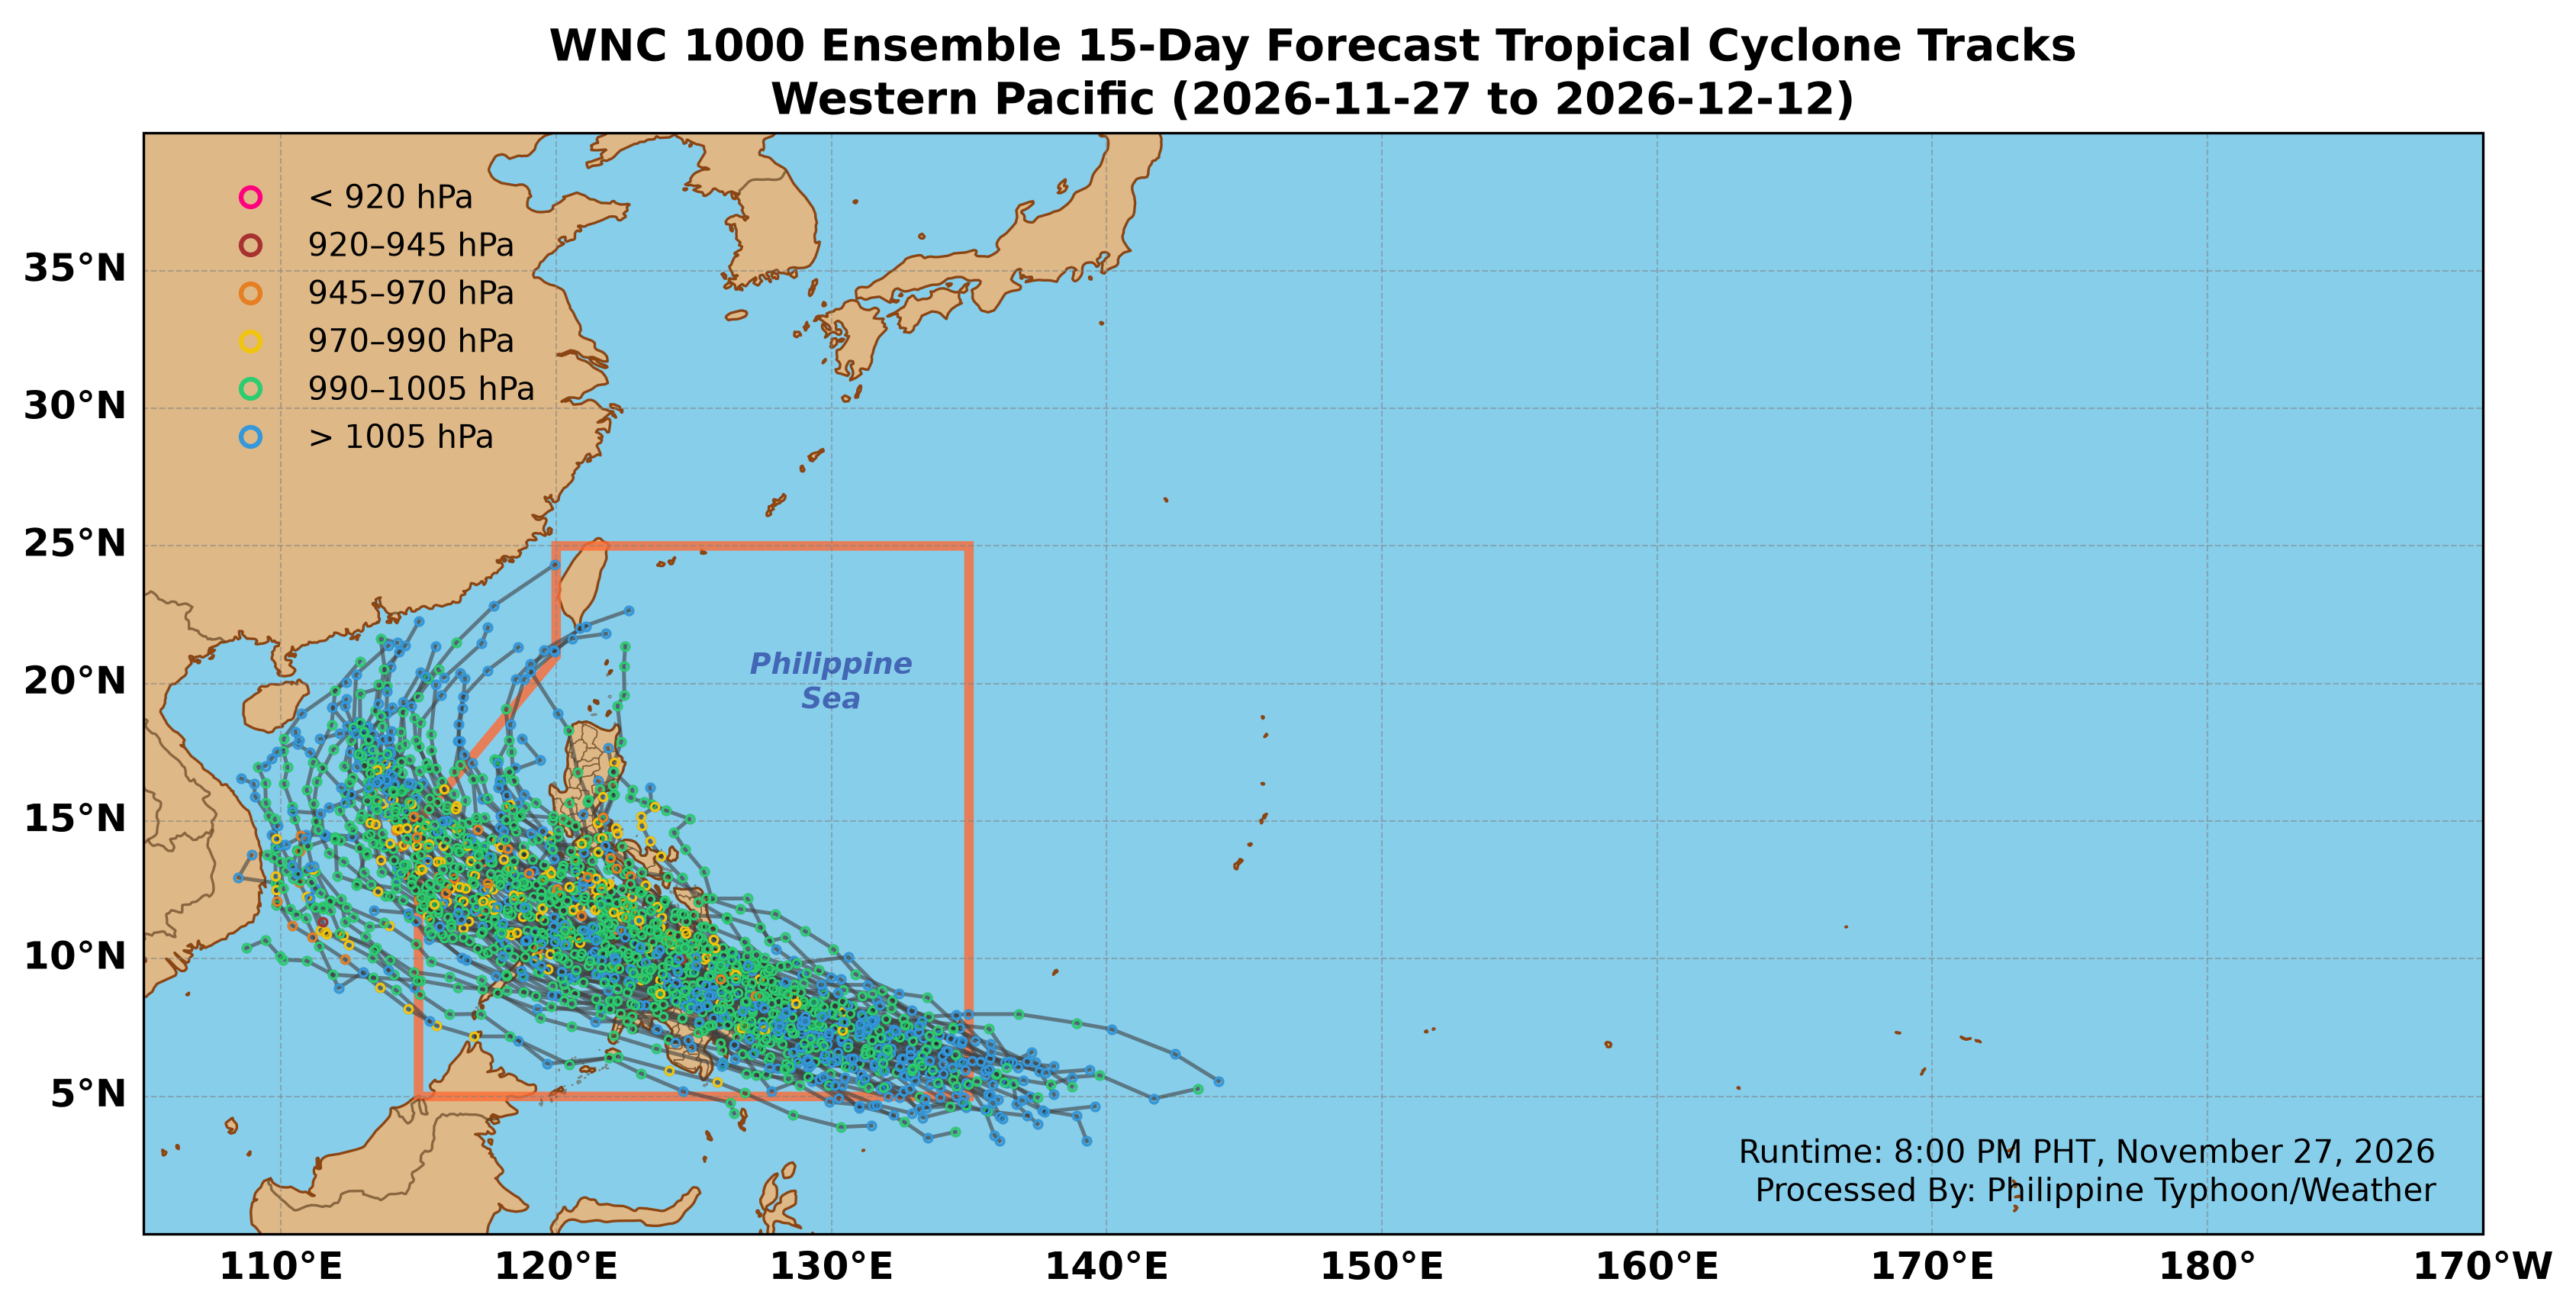 WNC 1000 Ensemble 15-Day Forecast Tropical Cyclone Tracks
Western Pacific (2026-11-27 to 2026-12-12)
< 920 hPa
920–945 hPa
945–970 hPa
970–990 hPa
990–1005 hPa
> 1005 hPa
35°N
30°N
25°N
20°N
15°N
10°N
5°N
Philippine
Sea
Runtime: 8:00 PM PHT, November 27, 2026
Processed By: Philippine Typhoon/Weather
110°E
120°E
130°E
140°E
150°E
160°E
170°E
180°
170°W